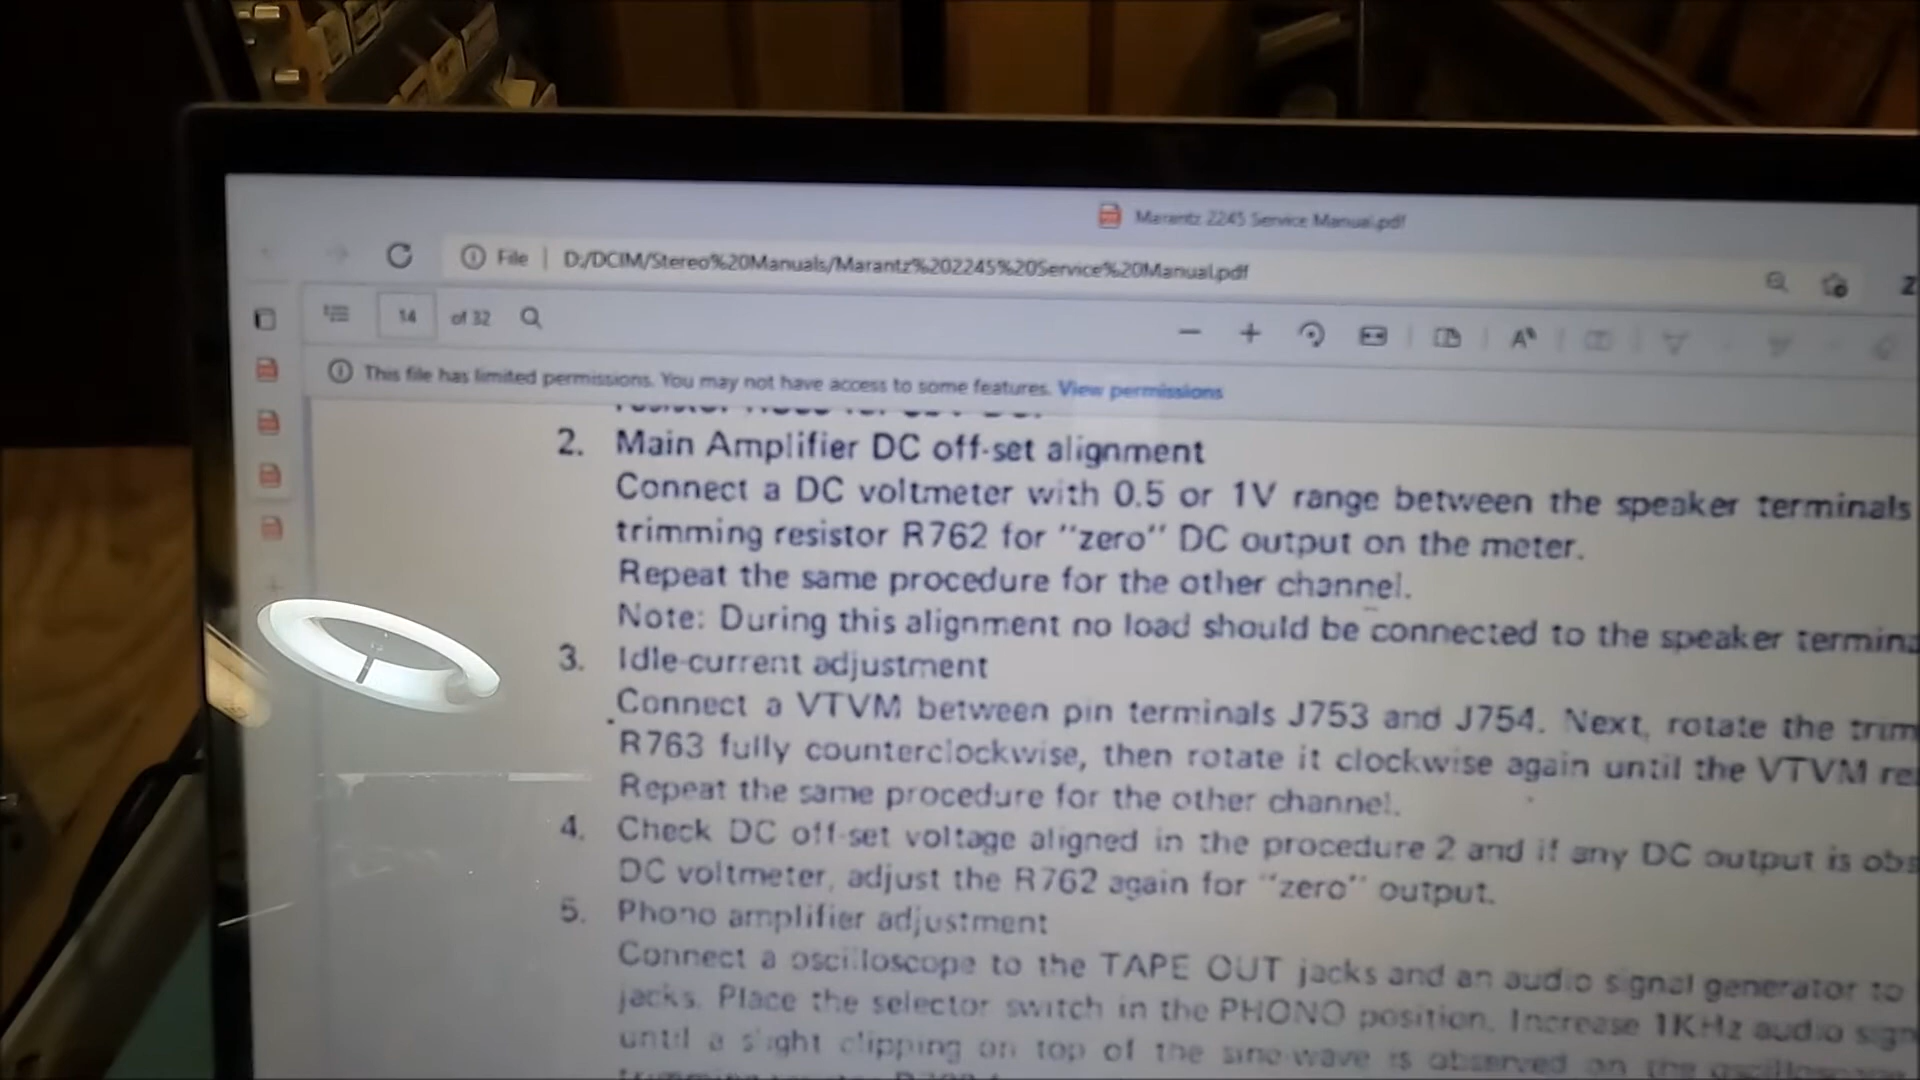 Marantz 2245 Service Manual.pdf
File | D:/DCIM/Stereo%20Manuals/Marantz%202245%20Service%20Manual.pdf
14 of 32
This file has limited permissions. You may not have access to some features. View permissions
2. Main Amplifier DC off-set alignment
Connect a DC voltmeter with 0.5 or 1V range between the speaker terminals
trimming resistor R762 for "zero" DC output on the meter.
Repeat the same procedure for the other channel.
Note: During this alignment no load should be connected to the speaker termina
3. Idle-current adjustment
Connect a VTVM between pin terminals J753 and J754. Next, rotate the trim
R763 fully counterclockwise, then rotate it clockwise again until the VTVM re
Repeat the same procedure for the other channel.
4. Check DC off-set voltage aligned in the procedure 2 and if any DC output is obs
DC voltmeter, adjust the R762 again for "zero" output.
5. Phono amplifier adjustment
Connect a oscilloscope to the TAPE OUT jacks and an audio signal generator to
jacks. Place the selector switch in the PHONO position. Increase 1KHz audio sign
until a slight clipping on top of the sine-wave is observed on the oscilloscope